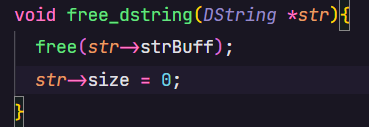 void free_dstring(DString *str){
  free(str->strBuff);
  str->size = 0;
}